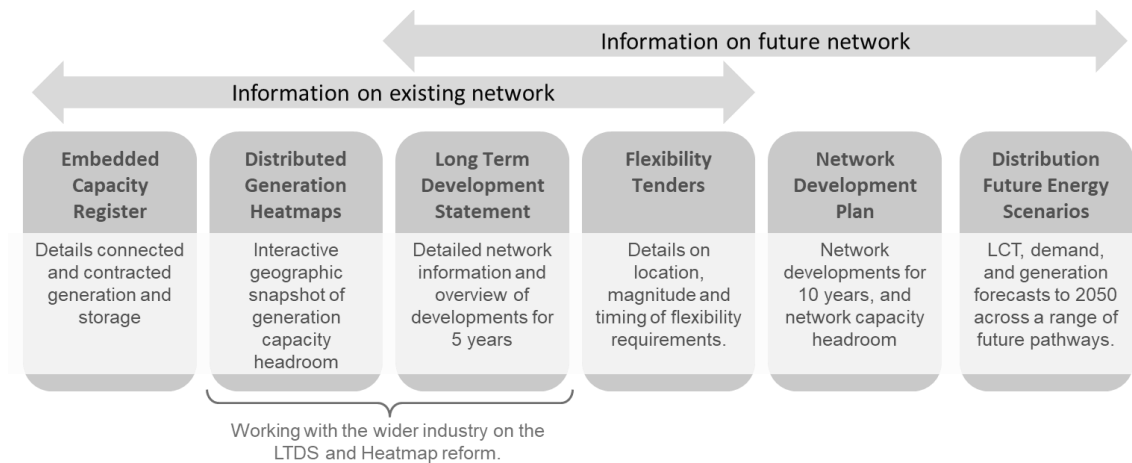 Information on future network
Information on existing network
Embedded
Capacity
Register
Details connected
and contracted
generation and
storage
Distributed
Generation
Heatmaps
Interactive
geographic
snapshot of
generation
capacity
headroom
Long Term
Development
Statement
Detailed network
information and
overview of
developments for
5 years
Flexibility
Tenders
Details on
location,
magnitude and
timing of flexibility
requirements.
Network
Development
Plan
Network
developments for
10 years, and
network capacity
headroom
Distribution
Future Energy
Scenarios
LCT, demand,
and generation
forecasts to 2050
across a range of
future pathways.
Working with the wider industry on the
LTDS and Heatmap reform.